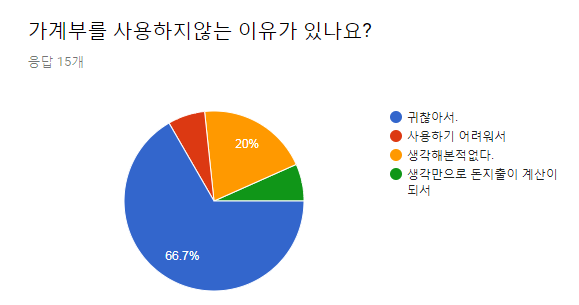 가계부를 사용하지않는 이유가 있나요?
응답 15개
귀찮아서.
사용하기 어려워서
생각해본적없다.
생각만으로 돈지출이 계산이
되서
20%
66.7%